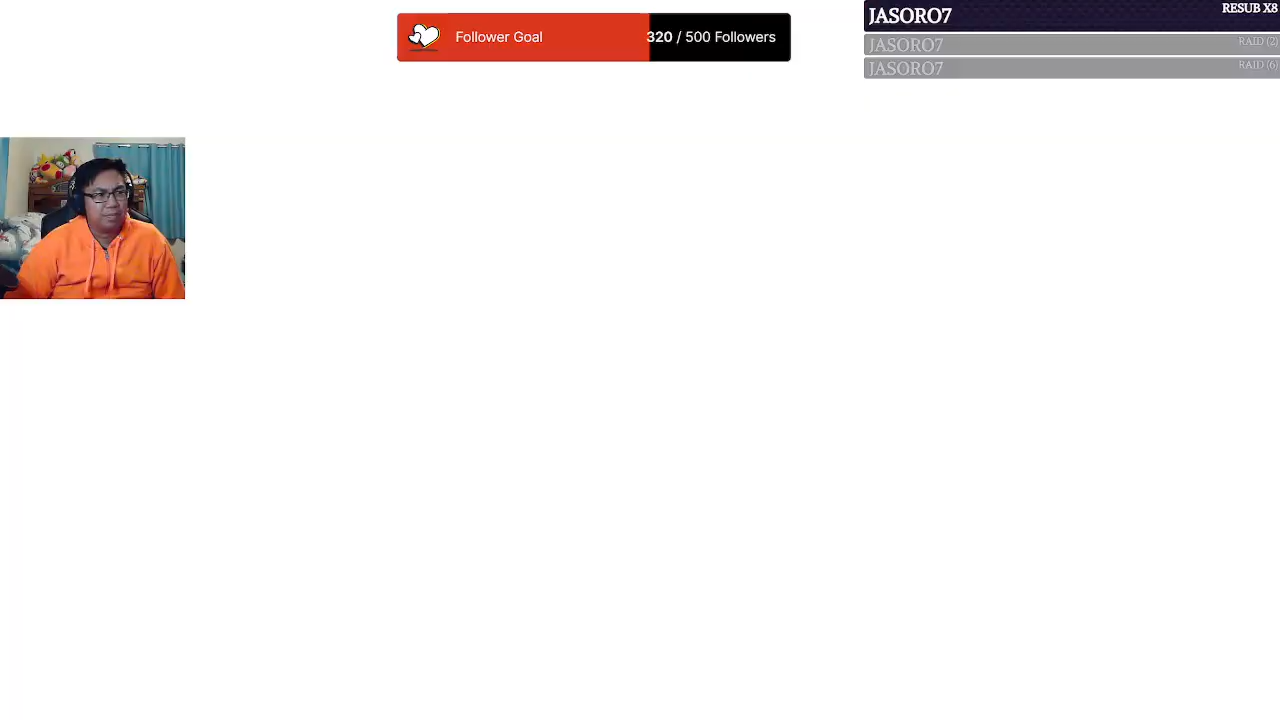 Follower Goal
320 / 500 Followers
JASORO7
RESUB X8
JASORO7
RAID (2)
JASORO7
RAID (6)